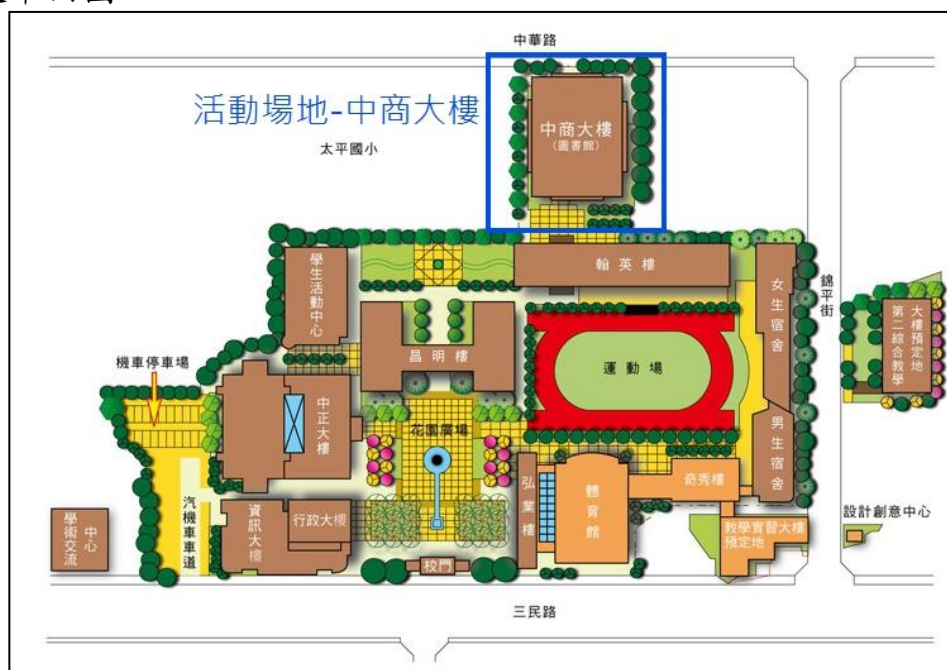 中華路
活動場地-中商大樓
中商大樓
(圖書館)
太平國小
翰英樓
學生活動中心
女生宿舍
錦平街
大樓預定地
第二綜合教學
昌明樓
運動場
機車停車場
中正大樓
花園廣場
男生宿舍
弘業樓
體育館
奇秀樓
汽機車車道
資訊大樓
行政大樓
教學實習大樓
預定地
設計創意中心
中心
學術交流
校門
三民路